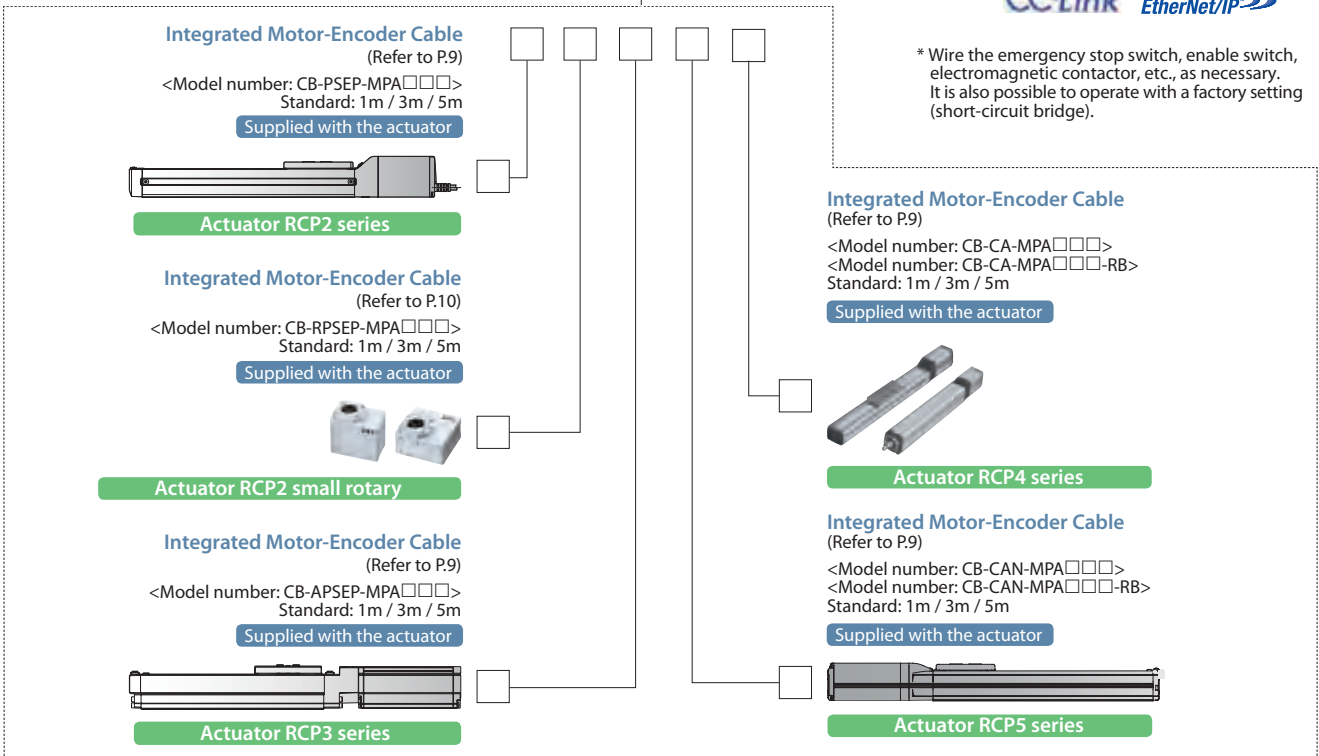 CC-Link
EtherNet/IP
* Wire the emergency stop switch, enable switch,
electromagnetic contactor, etc., as necessary.
It is also possible to operate with a factory setting
(short-circuit bridge).
Integrated Motor-Encoder Cable
(Refer to P.9)
<Model number: CB-PSEP-MPA□□□>
Standard: 1m / 3m / 5m
Supplied with the actuator
Actuator RCP2 series
Integrated Motor-Encoder Cable
(Refer to P.10)
<Model number: CB-RPSEP-MPA□□□>
Standard: 1m / 3m / 5m
Supplied with the actuator
Actuator RCP2 small rotary
Integrated Motor-Encoder Cable
(Refer to P.9)
<Model number: CB-APSEP-MPA□□□>
Standard: 1m / 3m / 5m
Supplied with the actuator
Actuator RCP3 series
Integrated Motor-Encoder Cable
(Refer to P.9)
<Model number: CB-CA-MPA□□□>
<Model number: CB-CA-MPA□□□-RB>
Standard: 1m / 3m / 5m
Supplied with the actuator
Actuator RCP4 series
Integrated Motor-Encoder Cable
(Refer to P.9)
<Model number: CB-CAN-MPA□□□>
<Model number: CB-CAN-MPA□□□-RB>
Standard: 1m / 3m / 5m
Supplied with the actuator
Actuator RCP5 series